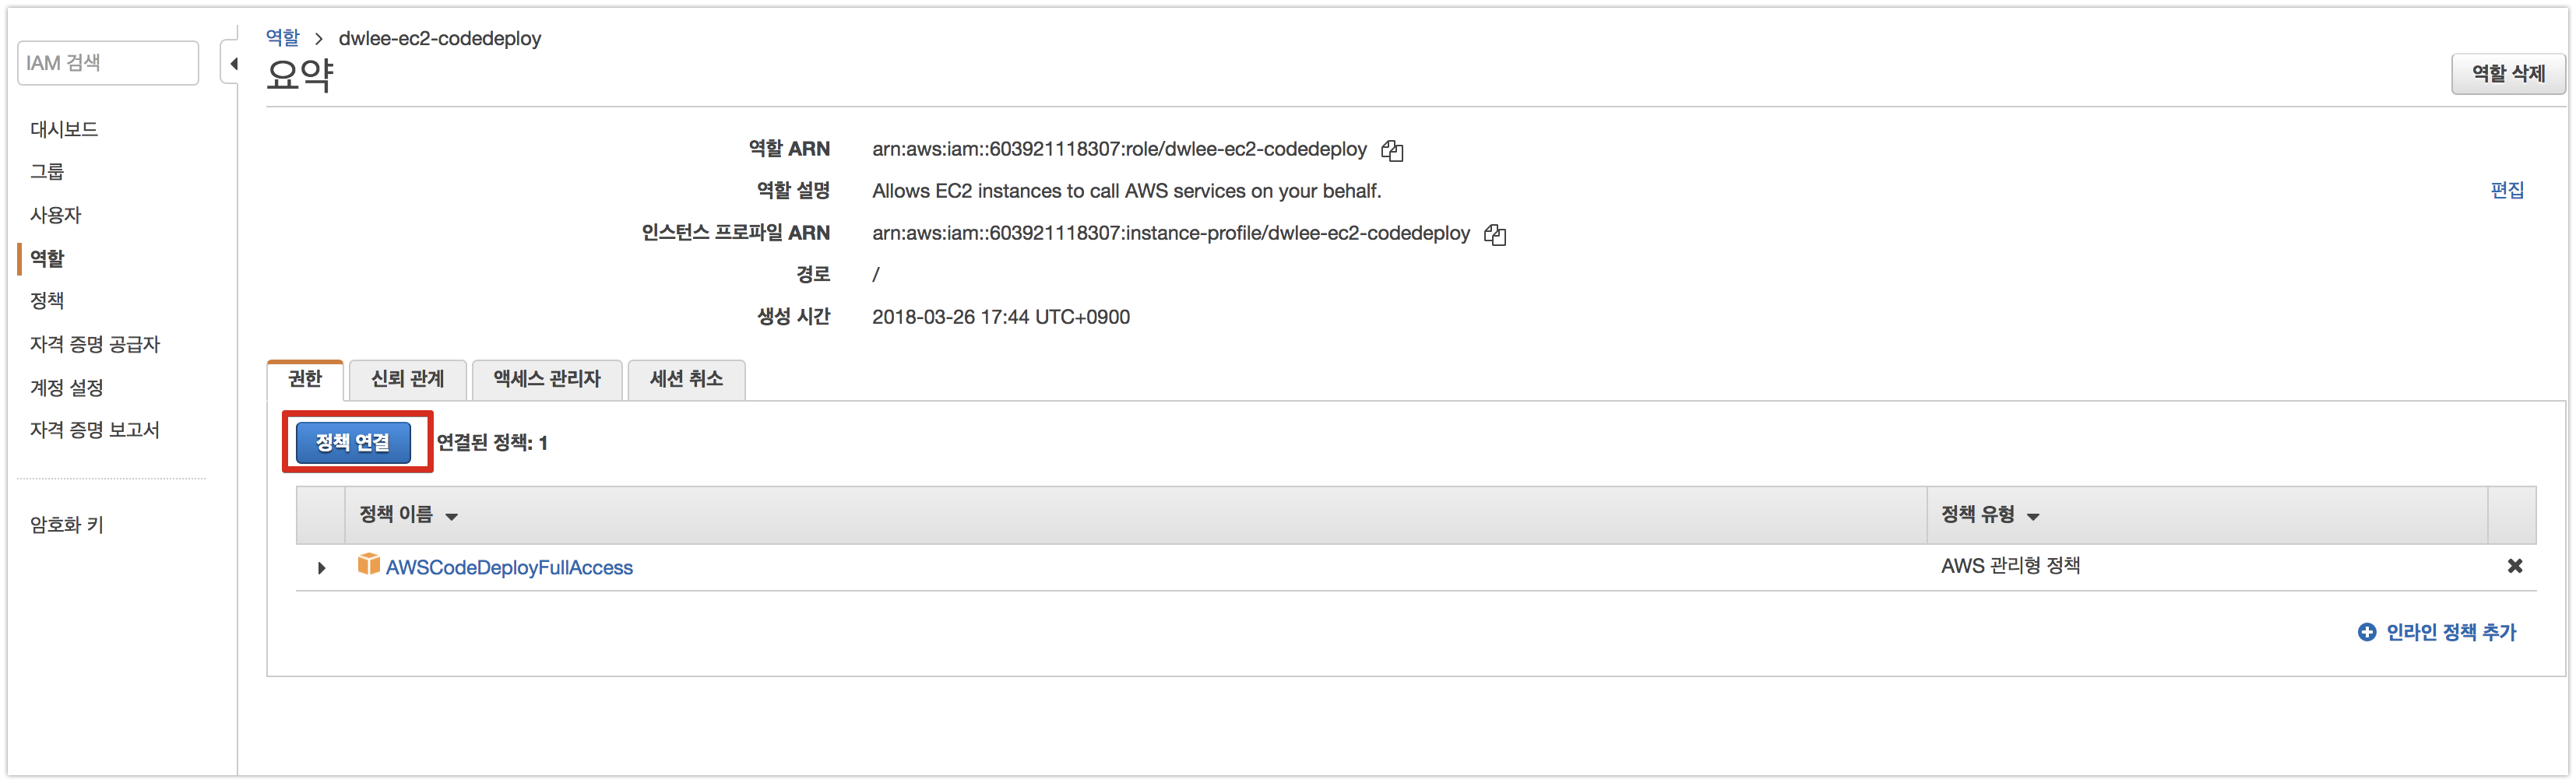 역할 > dwlee-ec2-codedeploy
IAM 검색
요약
역할 삭제
대시보드
그룹
사용자
역할
정책
자격 증명 공급자
계정 설정
자격 증명 보고서
암호화 키
역할 ARN arn:aws:iam::603921118307:role/dwlee-ec2-codedeploy
역할 설명 Allows EC2 instances to call AWS services on your behalf. 편집
인스턴스 프로파일 ARN arn:aws:iam::603921118307:instance-profile/dwlee-ec2-codedeploy
경로 /
생성 시간 2018-03-26 17:44 UTC+0900
권한 신뢰 관계 액세스 관리자 세션 취소
정책 연결 연결된 정책: 1
정책 이름 정책 유형
AWSCodeDeployFullAccess AWS 관리형 정책
인라인 정책 추가